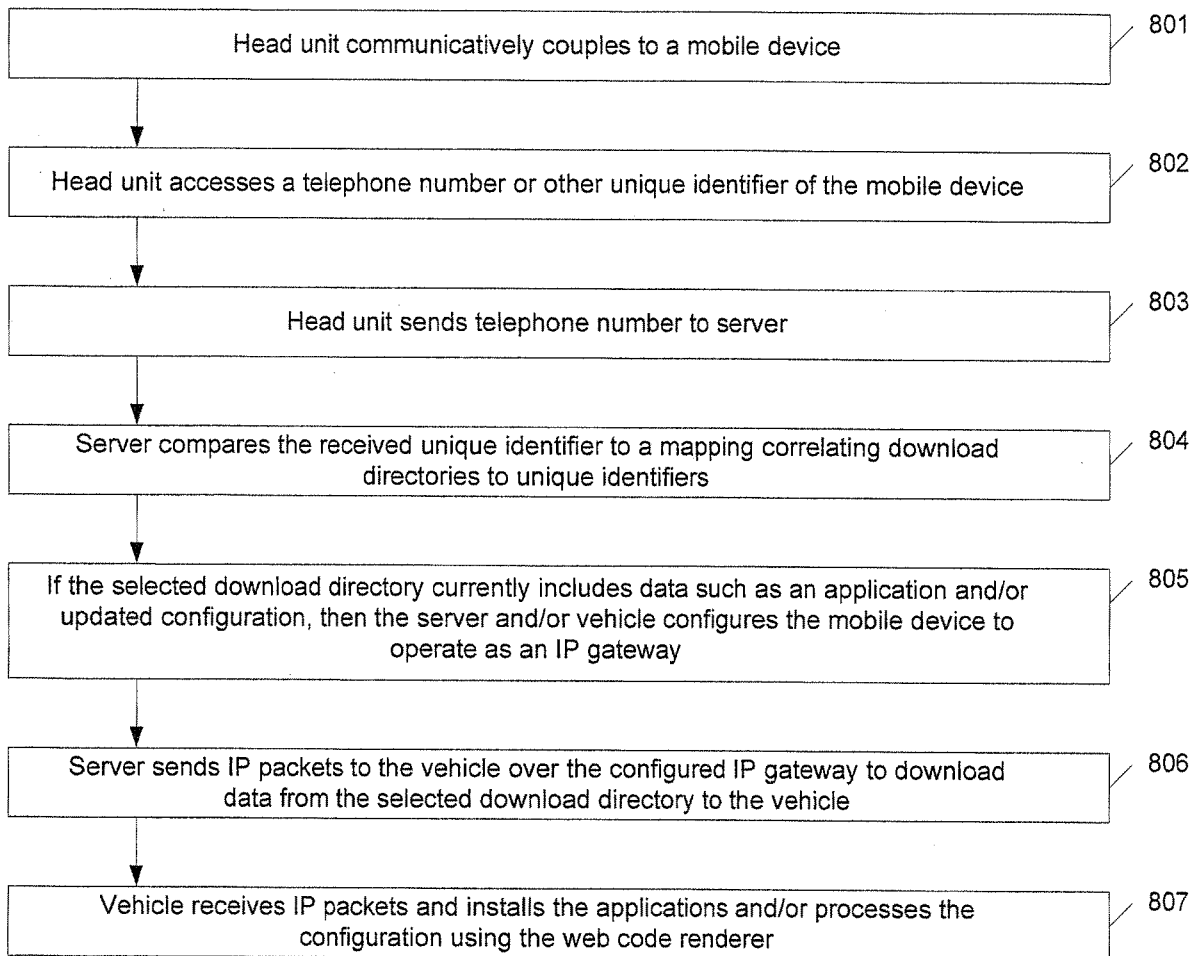 Head unit communicatively couples to a mobile device
801
Head unit accesses a telephone number or other unique identifier of the mobile device
802
Head unit sends telephone number to server
803
Server compares the received unique identifier to a mapping correlating download
directories to unique identifiers
804
If the selected download directory currently includes data such as an application and/or
updated configuration, then the server and/or vehicle configures the mobile device to
operate as an IP gateway
805
Server sends IP packets to the vehicle over the configured IP gateway to download
data from the selected download directory to the vehicle
806
Vehicle receives IP packets and installs the applications and/or processes the
configuration using the web code renderer
807